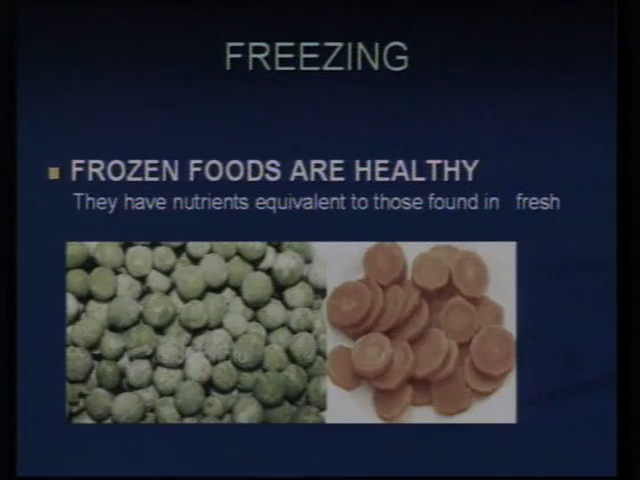 FREEZING
FROZEN FOODS ARE HEALTHY
They have nutrients equivalent to those found in fresh